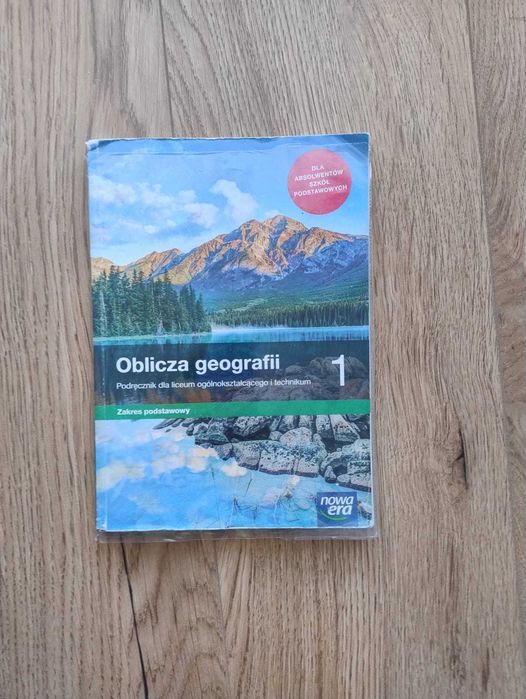 DLA
ABSOLWENTÓW
SZKÓŁ
PODSTAWOWYCH
Oblicza geografii 1
Podręcznik dla liceum ogólnokształcącego i technikum
Zakres podstawowy
nowa
era